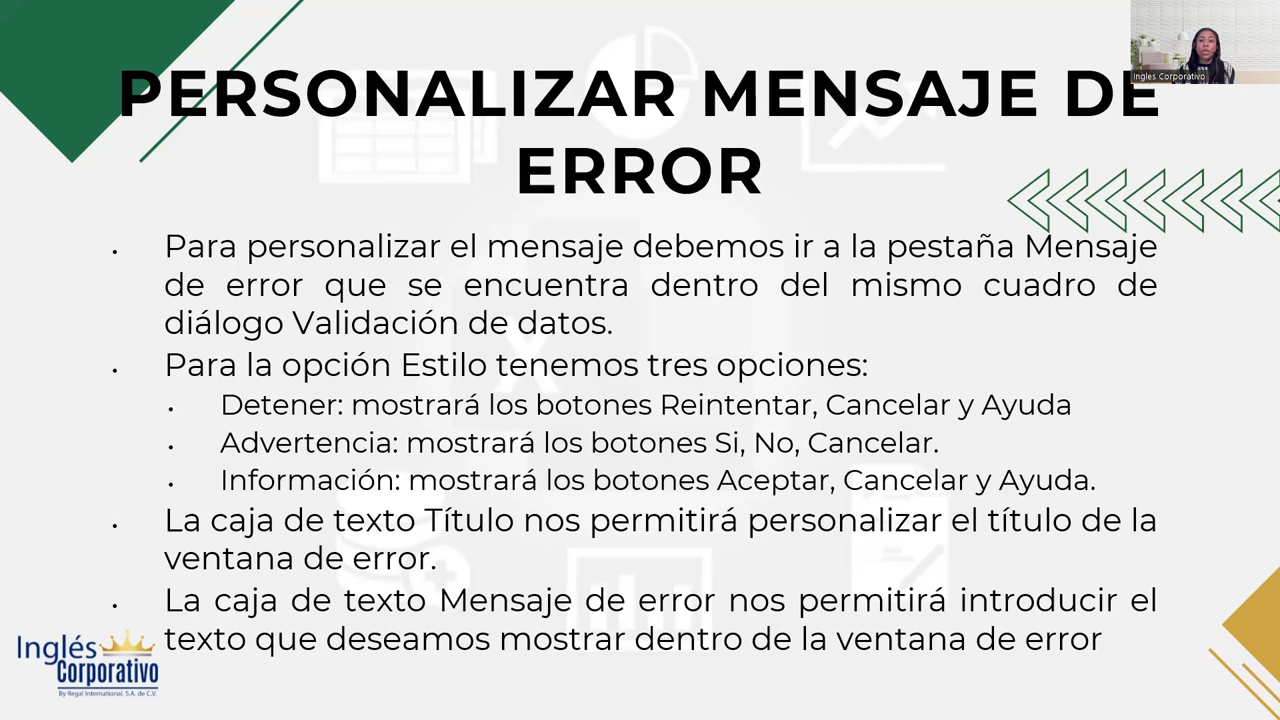 Ingles Corporativo
PERSONALIZAR MENSAJE DE
ERROR
• Para personalizar el mensaje debemos ir a la pestaña Mensaje
de error que se encuentra dentro del mismo cuadro de
diálogo Validación de datos.
• Para la opción Estilo tenemos tres opciones:
• Detener: mostrará los botones Reintentar, Cancelar y Ayuda
• Advertencia: mostrará los botones Si, No, Cancelar.
• Información: mostrará los botones Aceptar, Cancelar y Ayuda.
• La caja de texto Título nos permitirá personalizar el título de la
ventana de error.
• La caja de texto Mensaje de error nos permitirá introducir el
texto que deseamos mostrar dentro de la ventana de error
Inglés
Corporativo
By Regal International, S.A. de C.V.